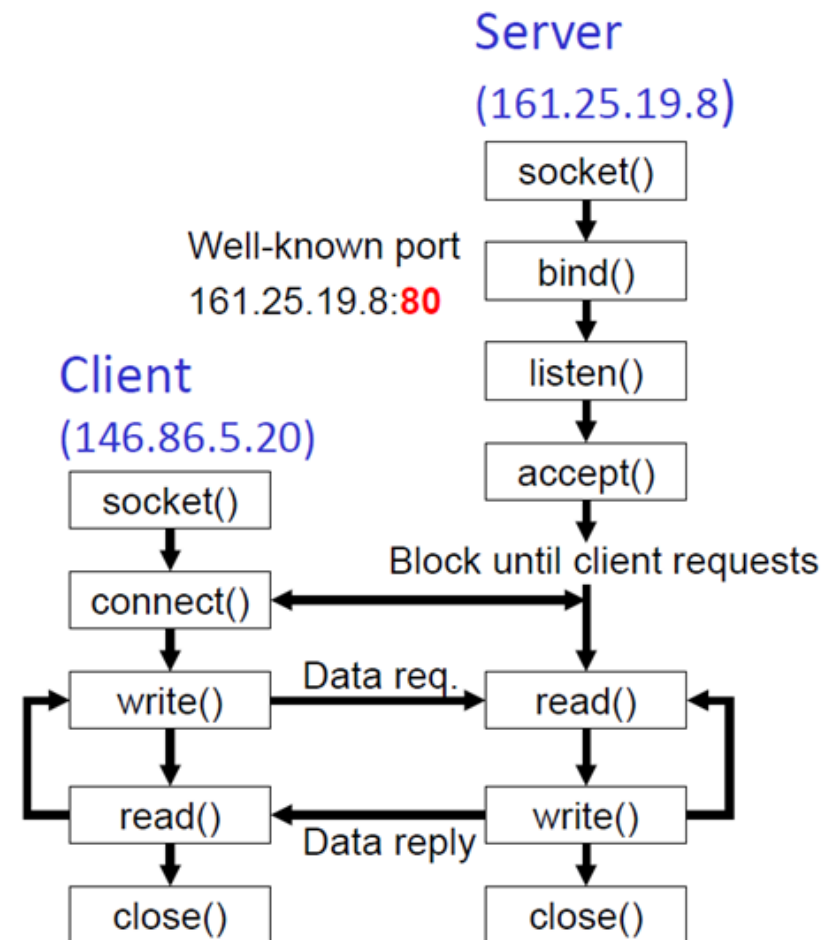 Server
(161.25.19.8)
socket()
Well-known port
161.25.19.8:80
bind()
listen()
accept()
Block until client requests
Client
(146.86.5.20)
socket()
connect()
write()
Data req.
read()
read()
Data reply
write()
close()
close()